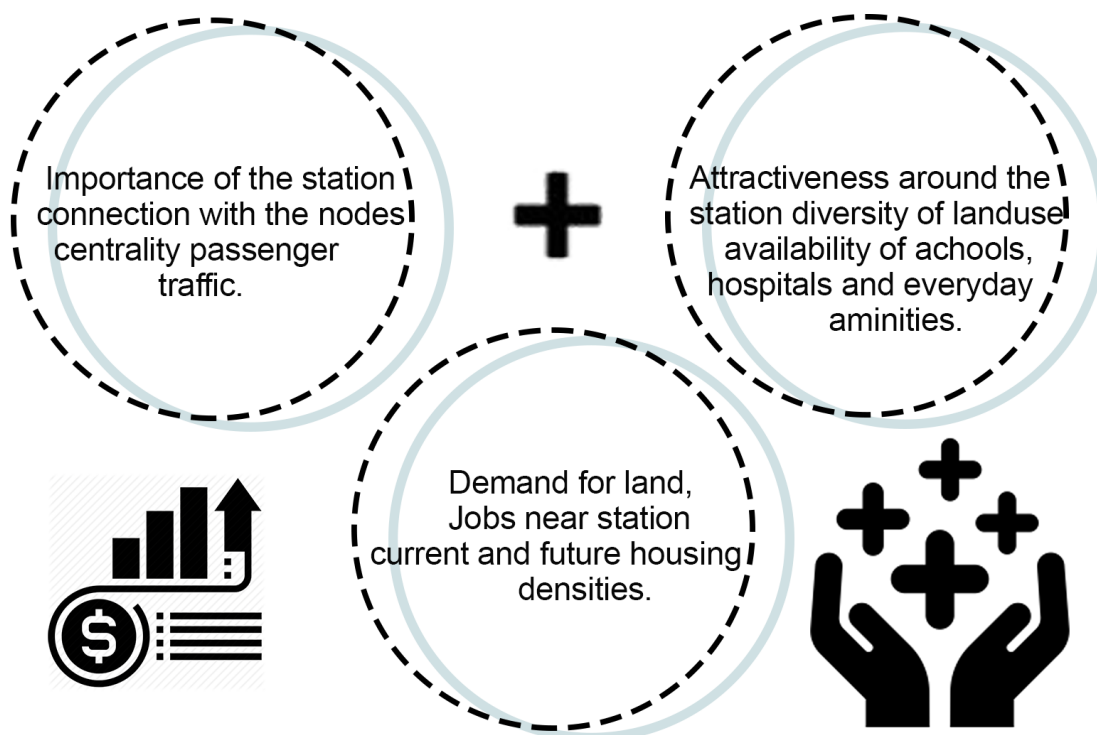 Importance of the station
connection with the nodes
centrality passenger
traffic.
Attractiveness around the
station diversity of landuse
availability of achools,
hospitals and everyday
aminities.
Demand for land,
Jobs near station
current and future housing
densities.
$